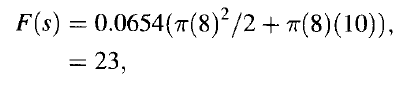 F(s) = 0.0654(π(8)²/2 + π(8)(10)),
= 23,